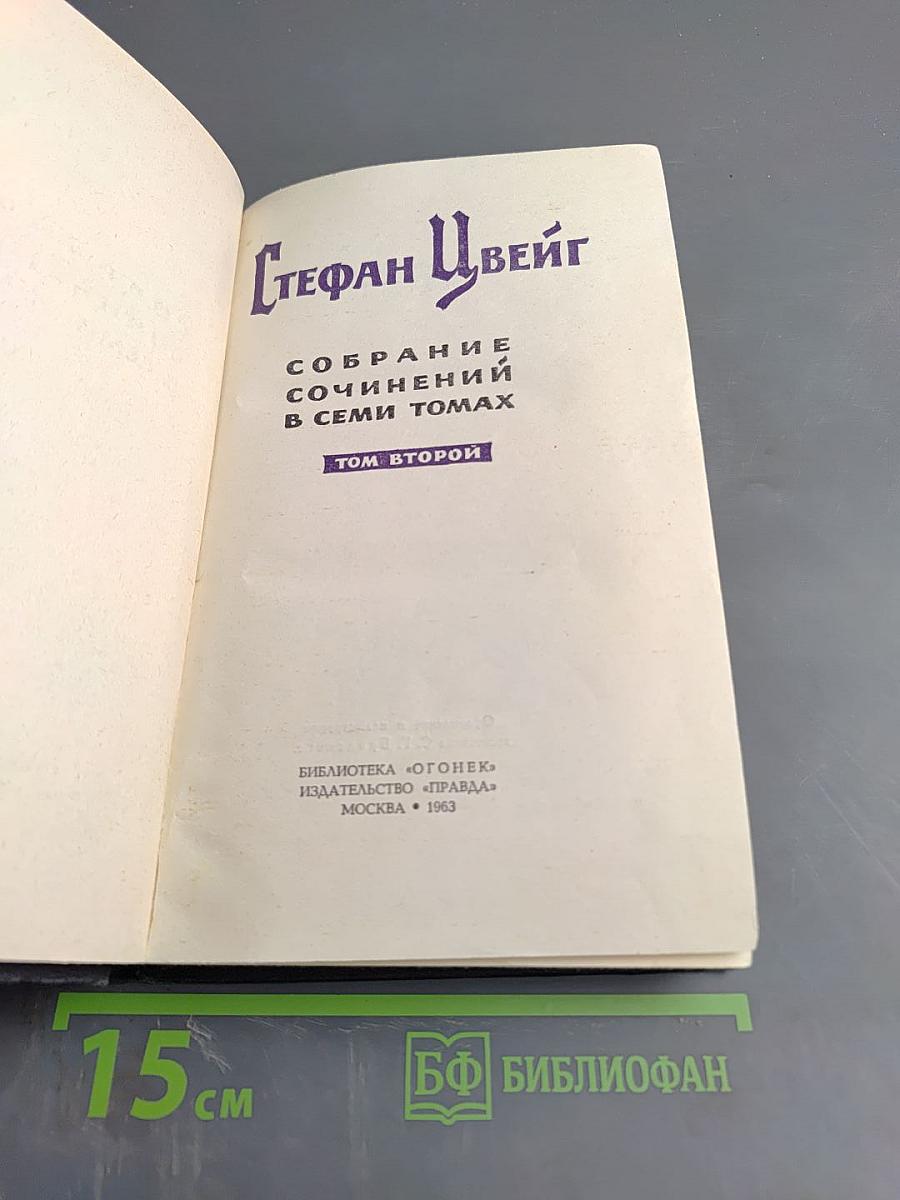 Стефан Цвейг
СОБРАНИЕ
СОЧИНЕНИЙ
В СЕМИ ТОМАХ
ТОМ ВТОРОЙ
БИБЛИОТЕКА «ОГОНЕК»
ИЗДАТЕЛЬСТВО «ПРАВДА»
МОСКВА • 1963
15 см
БФ БИБЛИОФАН